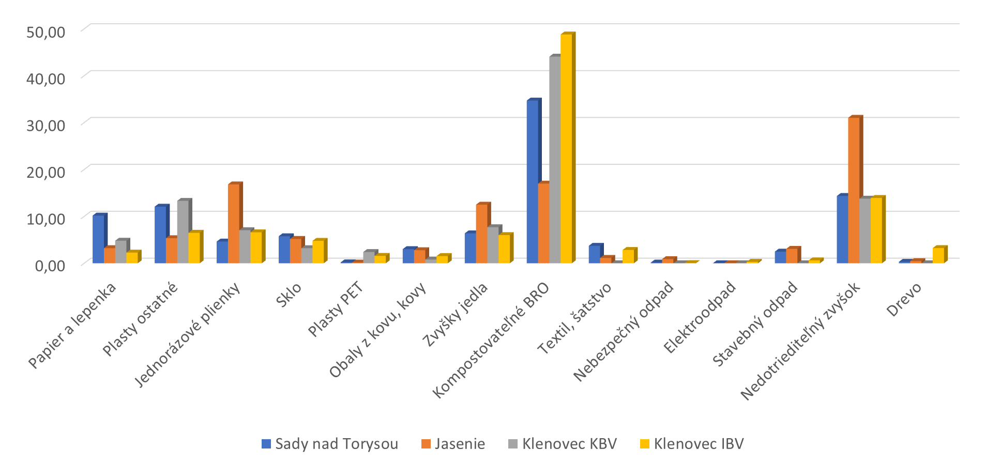 50,00
40,00
30,00
20,00
10,00
0,00
Papier a lepenka
Plasty ostatné
Jednorázové plienky
Sklo
Plasty PET
Obaly z kovu, kovy
Zvyšky jedla
Kompostovateľné BRO
Textil, šatstvo
Nebezpečný odpad
Elektroodpad
Stavebný odpad
Nedotriediteľný zvyšok
Drevo
Sady nad Torysou Jasenie Klenovec KBV Klenovec IBV